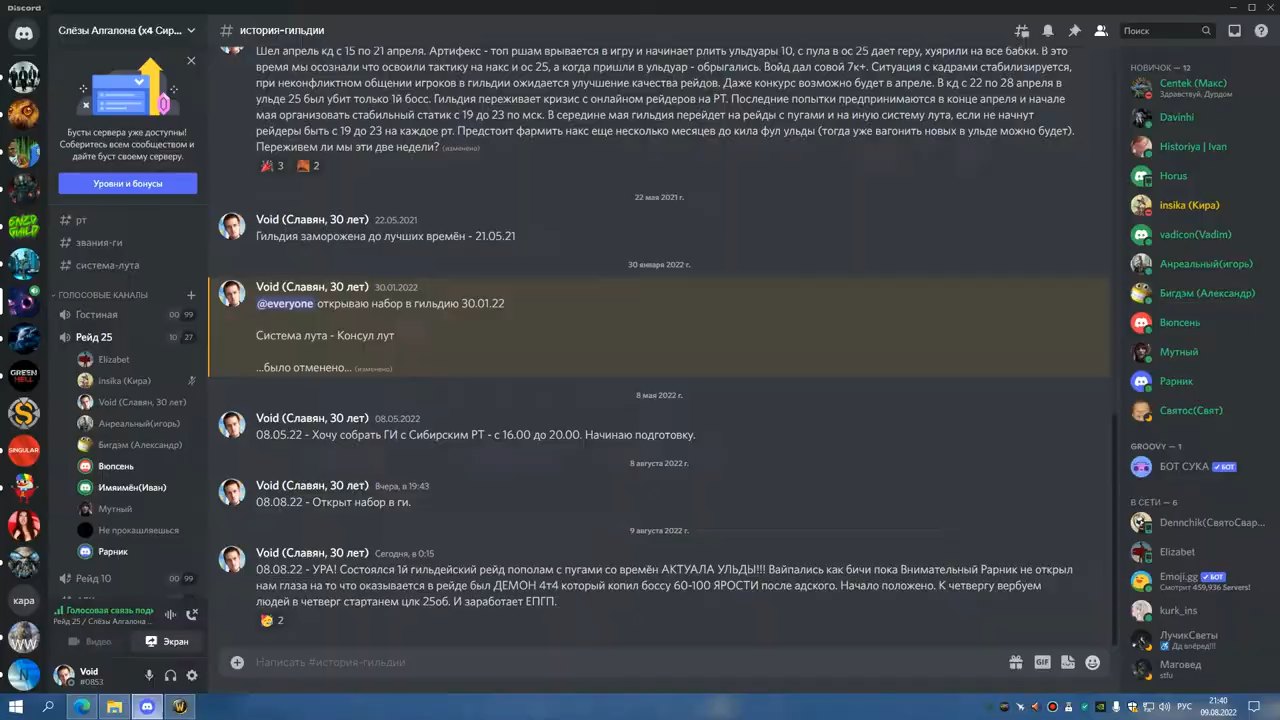 Discord
Слёзы Алгалона (x4 Сир...
Бусты сервера уже доступны!
Соберитесь всем сообществом и
дайте буст своему серверу.
Уровни и бонусы
рт
звания-ги
система-лута
ГОЛОСОВЫЕ КАНАЛЫ
Гостиная 00 99
Рейд 25 10 27
Elizabet
insika (Кира)
Void (Славян, 30 лет)
Анреальный(игорь)
Бигдэм (Александр)
Вюпсень
Имяимён(Иван)
Мутный
Не прокашляешься
Рарник
Рейд 10 00 99
Голосовая связь подк
Рейд 25 / Слёзы Алгалона ...
Видео
Экран
Void
#0853
GNZD GUILD
GREEN HELL
SINGULAR
кара
WW
N
# история-гильдии
Поиск
Шел апрель кд с 15 по 21 апреля. Артифекс - топ ршам врывается в игру и начинает рлить ульдуары 10, с пула в ос 25 дает геру, хуярили на все бабки. В это
время мы осознали что освоили тактику на накс и ос 25, а когда пришли в ульдуар - обрыгались. Войд дал совой 7к+. Ситуация с кадрами стабилизируется,
при неконфликтном общении игроков в гильдии ожидается улучшение качества рейдов. Даже конкурс возможно будет в апреле. В кд с 22 по 28 апреля в
ульде 25 был убит только 1й босс. Гильдия переживает кризис с онлайном рейдеров на РТ. Последние попытки предпринимаются в конце апреля и начале
мая организовать стабильный статик с 19 до 23 по мск. В середине мая гильдия перейдет на рейды с пугами и на иную систему лута, если не начнут
рейдеры быть с 19 до 23 на каждое рт. Предстоит фармить накс еще несколько месяцев до кила фул ульды (тогда уже вагонить новых в ульде можно будет).
Переживем ли мы эти две недели? (изменено)
3 2
22 мая 2021 г.
Void (Славян, 30 лет) 22.05.2021
Гильдия заморожена до лучших времён - 21.05.21
30 января 2022 г.
Void (Славян, 30 лет) 30.01.2022
@everyone открываю набор в гильдию 30.01.22
Система лута - Консул лут
...было отменено... (изменено)
8 мая 2022 г.
Void (Славян, 30 лет) 08.05.2022
08.05.22 - Хочу собрать ГИ с Сибирским РТ - с 16.00 до 20.00. Начинаю подготовку.
8 августа 2022 г.
Void (Славян, 30 лет) Вчера, в 19:43
08.08.22 - Открыт набор в ги.
9 августа 2022 г.
Void (Славян, 30 лет) Сегодня, в 0:15
08.08.22 - УРА! Состоялся 1й гильдейский рейд пополам с пугами со времён АКТУАЛА УЛЬДЫ!! Вайпались как бичи пока Внимательный Рарник не открыл
нам глаза на то что оказывается в рейде был ДЕМОН 4т4 который копил боссу 60-100 ЯРОСТИ после адского. Начало положено. К четвергу вербуем
людей в четверг стартанем цлк 25об. И заработает ЕПГП.
2
Написать #история-гильдии
GIF
НОВИЧОК — 12
Centek (Макс)
Здравствуй, Дурдом
Davinhi
Historiya | Ivan
Horus
insika (Кира)
vadicon(Vadim)
Анреальный(игорь)
Бигдэм (Александр)
Вюпсень
Мутный
Рарник
Святос(Свят)
GROOVY — 1
БОТ СУКА ✓ БОТ
В СЕТИ — 6
Dennchik(СвятоСвар...
Elizabet
Emoji.gg ✓ БОТ
Смотрит 459,936 Servers!
kurk_ins
ЛучикСветы
Дд впёред!!!
Маговед
stfu
РУС
21:40
09.08.2022